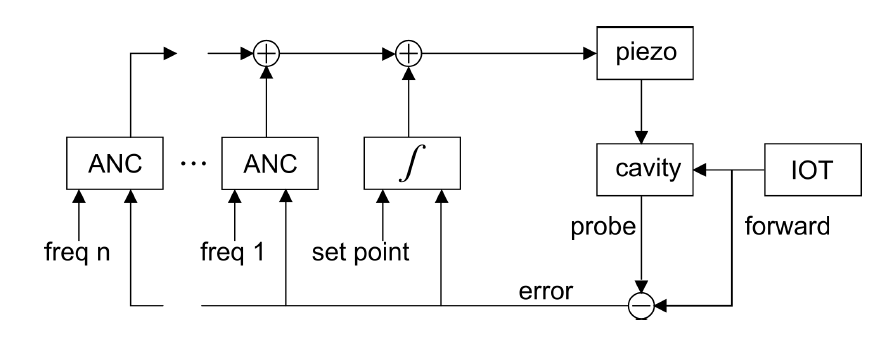 piezo
ANC
...
ANC
∫
cavity
IOT
probe
forward
freq n
freq 1
set point
error